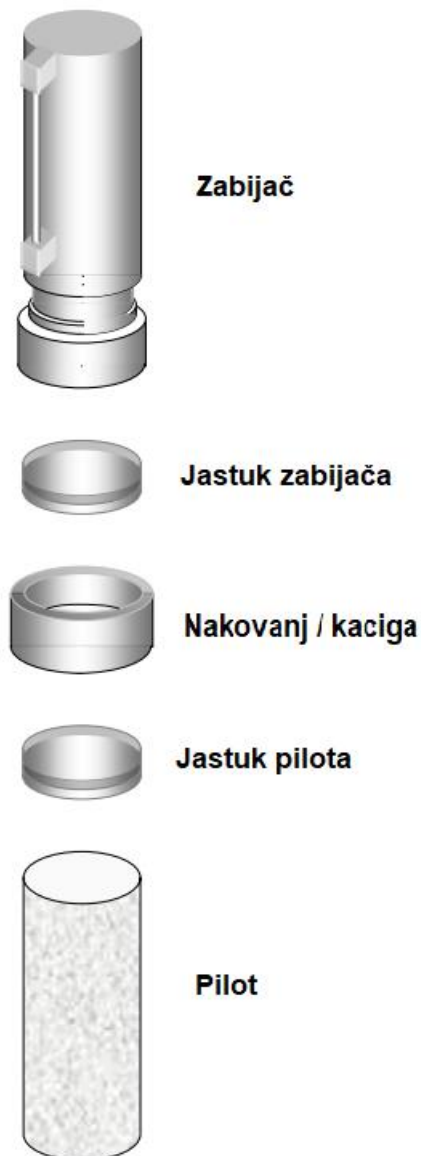 Zabijač
Jastuk zabijača
Nakovanj / kaciga
Jastuk pilota
Pilot